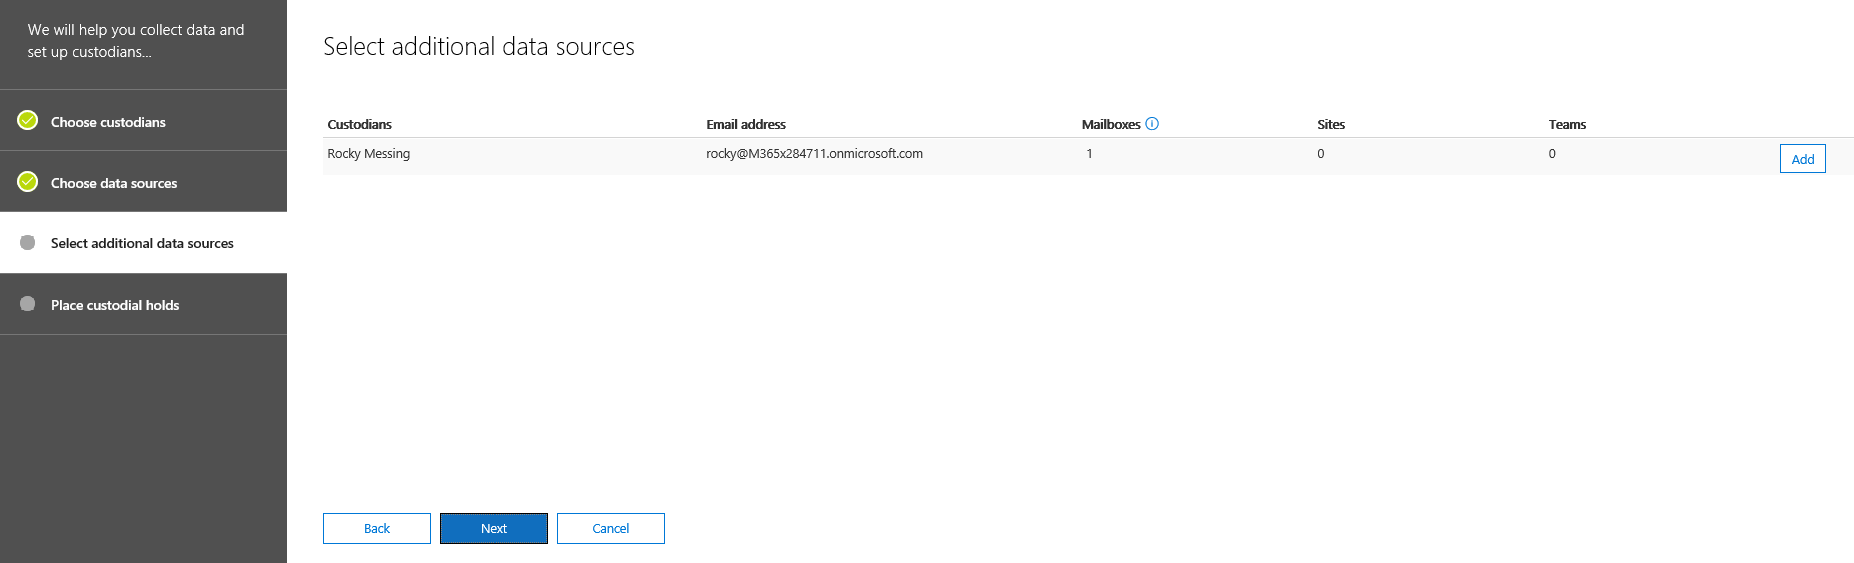 We will help you collect data and
set up custodians...
Choose custodians
Choose data sources
Select additional data sources
Place custodial holds
Select additional data sources
Custodians Email address Mailboxes Sites Teams
Rocky Messing rocky@M365x284711.onmicrosoft.com 1 0 0 Add
Back Next Cancel